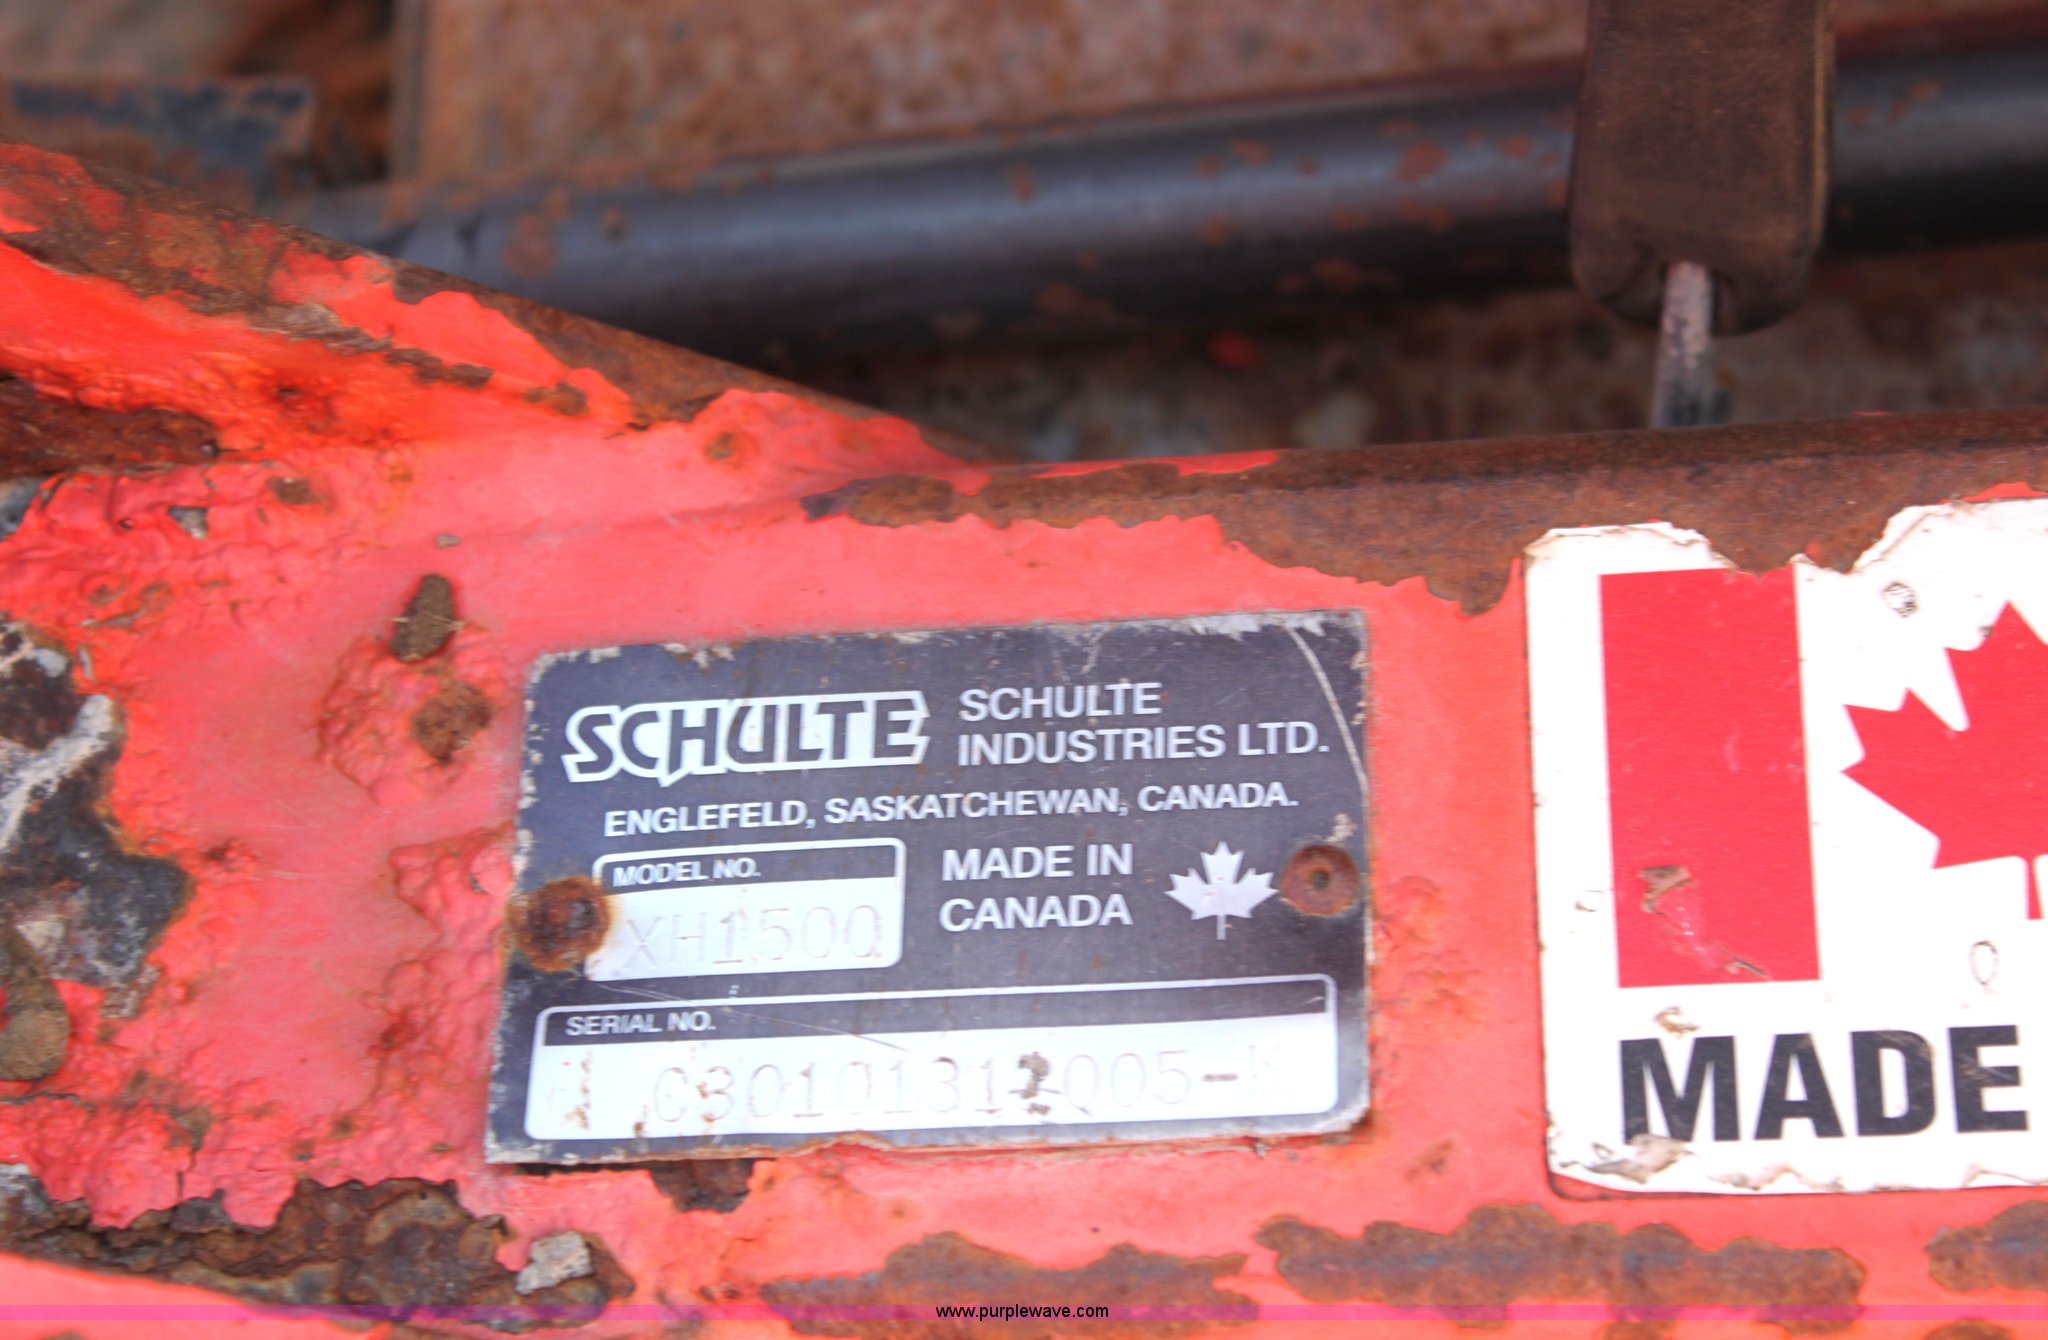 SCHULTE
SCHULTE
INDUSTRIES LTD.
ENGLEFELD, SASKATCHEWAN, CANADA.
MODEL NO.
XH1500
MADE IN
CANADA
SERIAL NO.
MADE
www.purplewave.com